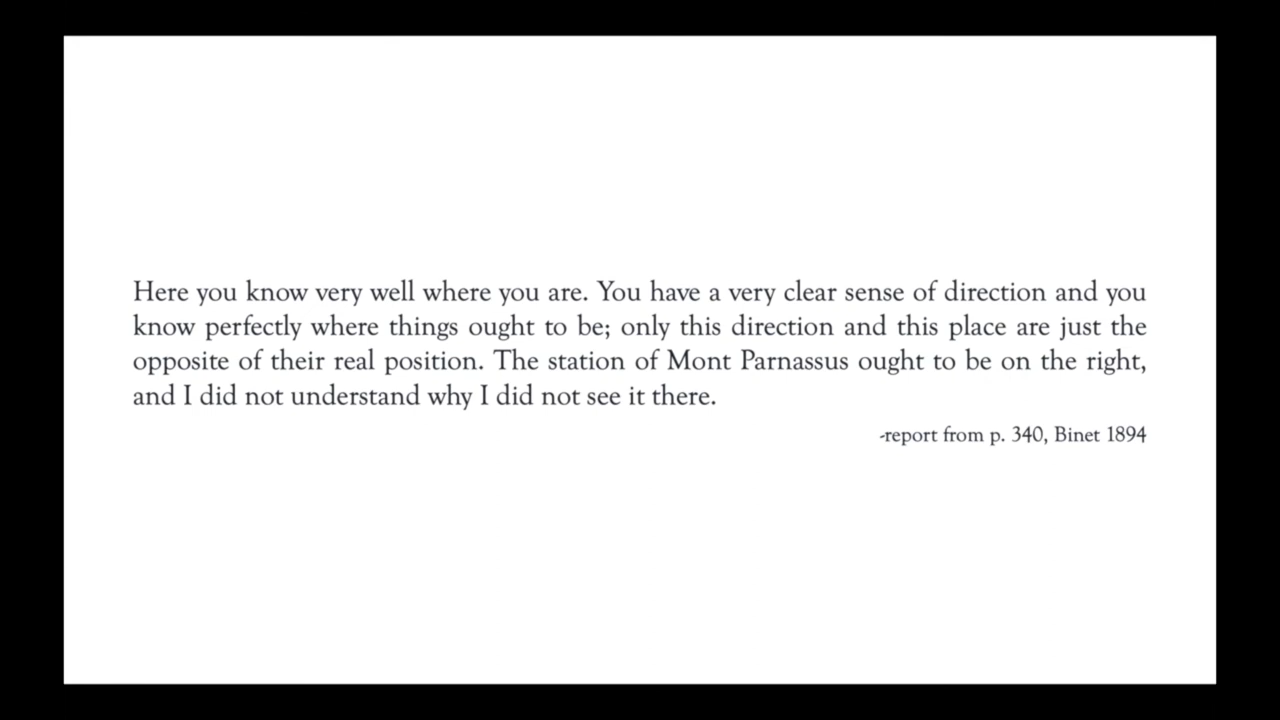 Here you know very well where you are. You have a very clear sense of direction and you
know perfectly where things ought to be; only this direction and this place are just the
opposite of their real position. The station of Mont Parnassus ought to be on the right,
and I did not understand why I did not see it there.
-report from p. 340, Binet 1894